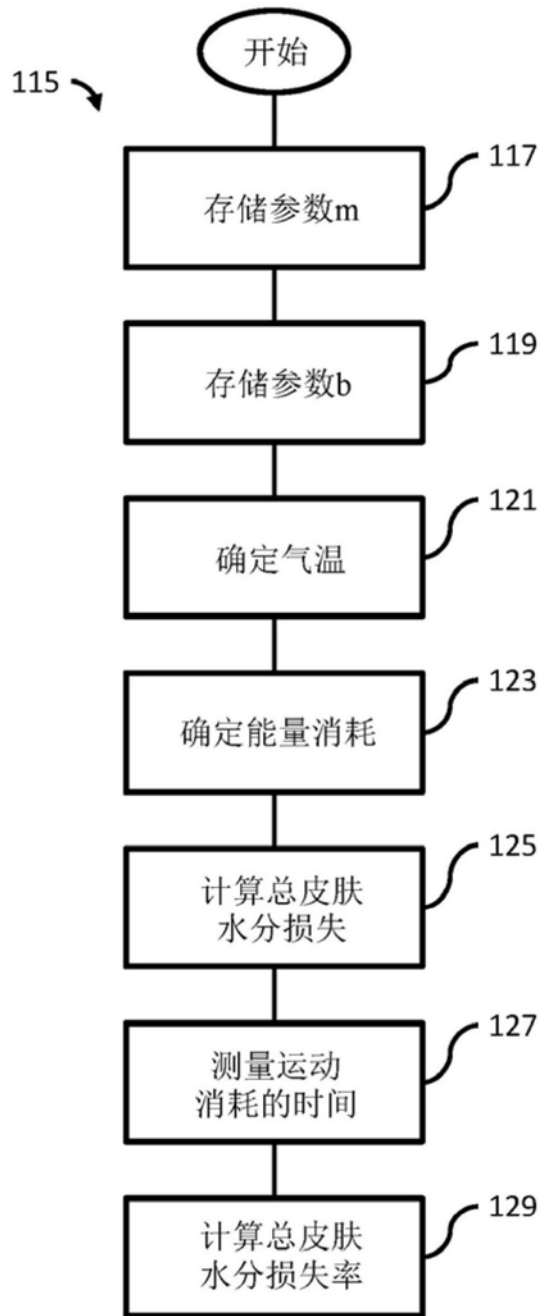 开始
115
117
存储参数m
119
存储参数b
121
确定气温
123
确定能量消耗
125
计算总皮肤
水分损失
127
测量运动
消耗的时间
129
计算总皮肤
水分损失率